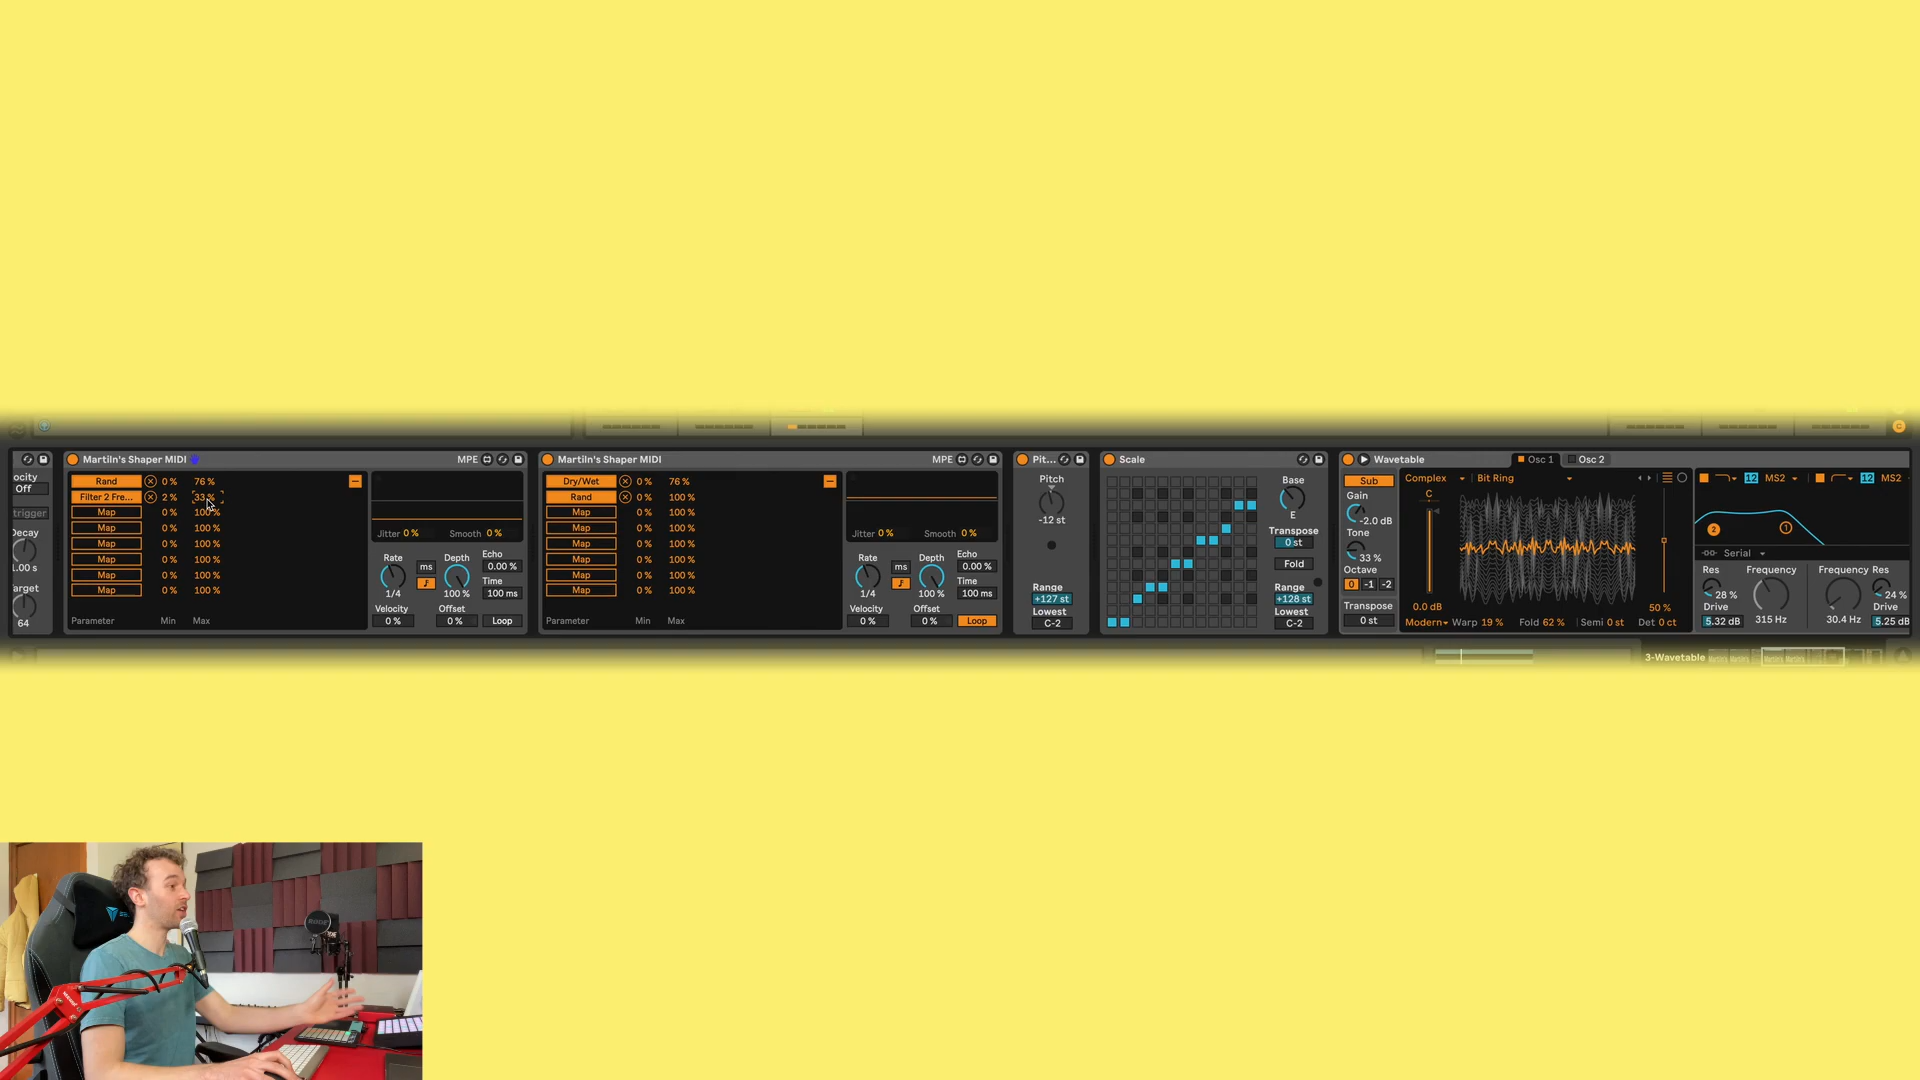 ocity
Off
trigger
Decay
1.00 s
arget
64
MartiIn's Shaper MIDI
MPE
Rand 0 % 76 %
Filter 2 Fre... 2 % 33 %
Map 0 % 100 %
Map 0 % 100 %
Map 0 % 100 %
Map 0 % 100 %
Map 0 % 100 %
Map 0 % 100 %
Parameter Min Max
Jitter 0 % Smooth 0 %
Rate ms Depth Echo
0.00 %
Time
1/4 100 % 100 ms
Velocity Offset
0 % 0 % Loop
MartiIn's Shaper MIDI
MPE
Dry/Wet 0 % 76 %
Rand 0 % 100 %
Map 0 % 100 %
Map 0 % 100 %
Map 0 % 100 %
Map 0 % 100 %
Map 0 % 100 %
Map 0 % 100 %
Parameter Min Max
Jitter 0 % Smooth 0 %
Rate ms Depth Echo
0.00 %
Time
1/4 100 % 100 ms
Velocity Offset
0 % 0 % Loop
Pit...
Pitch
-12 st
Range
+127 st
Lowest
C-2
Scale
Base
E
Transpose
0 st
Fold
Range
+128 st
Lowest
C-2
Wavetable
Osc 1 Osc 2
Sub
Gain
-2.0 dB
Tone
33 %
Octave
0 -1 -2
Transpose
0 st
Complex Bit Ring
C
0.0 dB 50 %
Modern Warp 19 % Fold 62 % Semi 0 st Det 0 ct
12 MS2 12 MS2
2 1
Serial
Res Frequency Frequency Res
28 % 24 %
Drive Drive
5.32 dB 315 Hz 30.4 Hz 5.25 dB
3-Wavetable